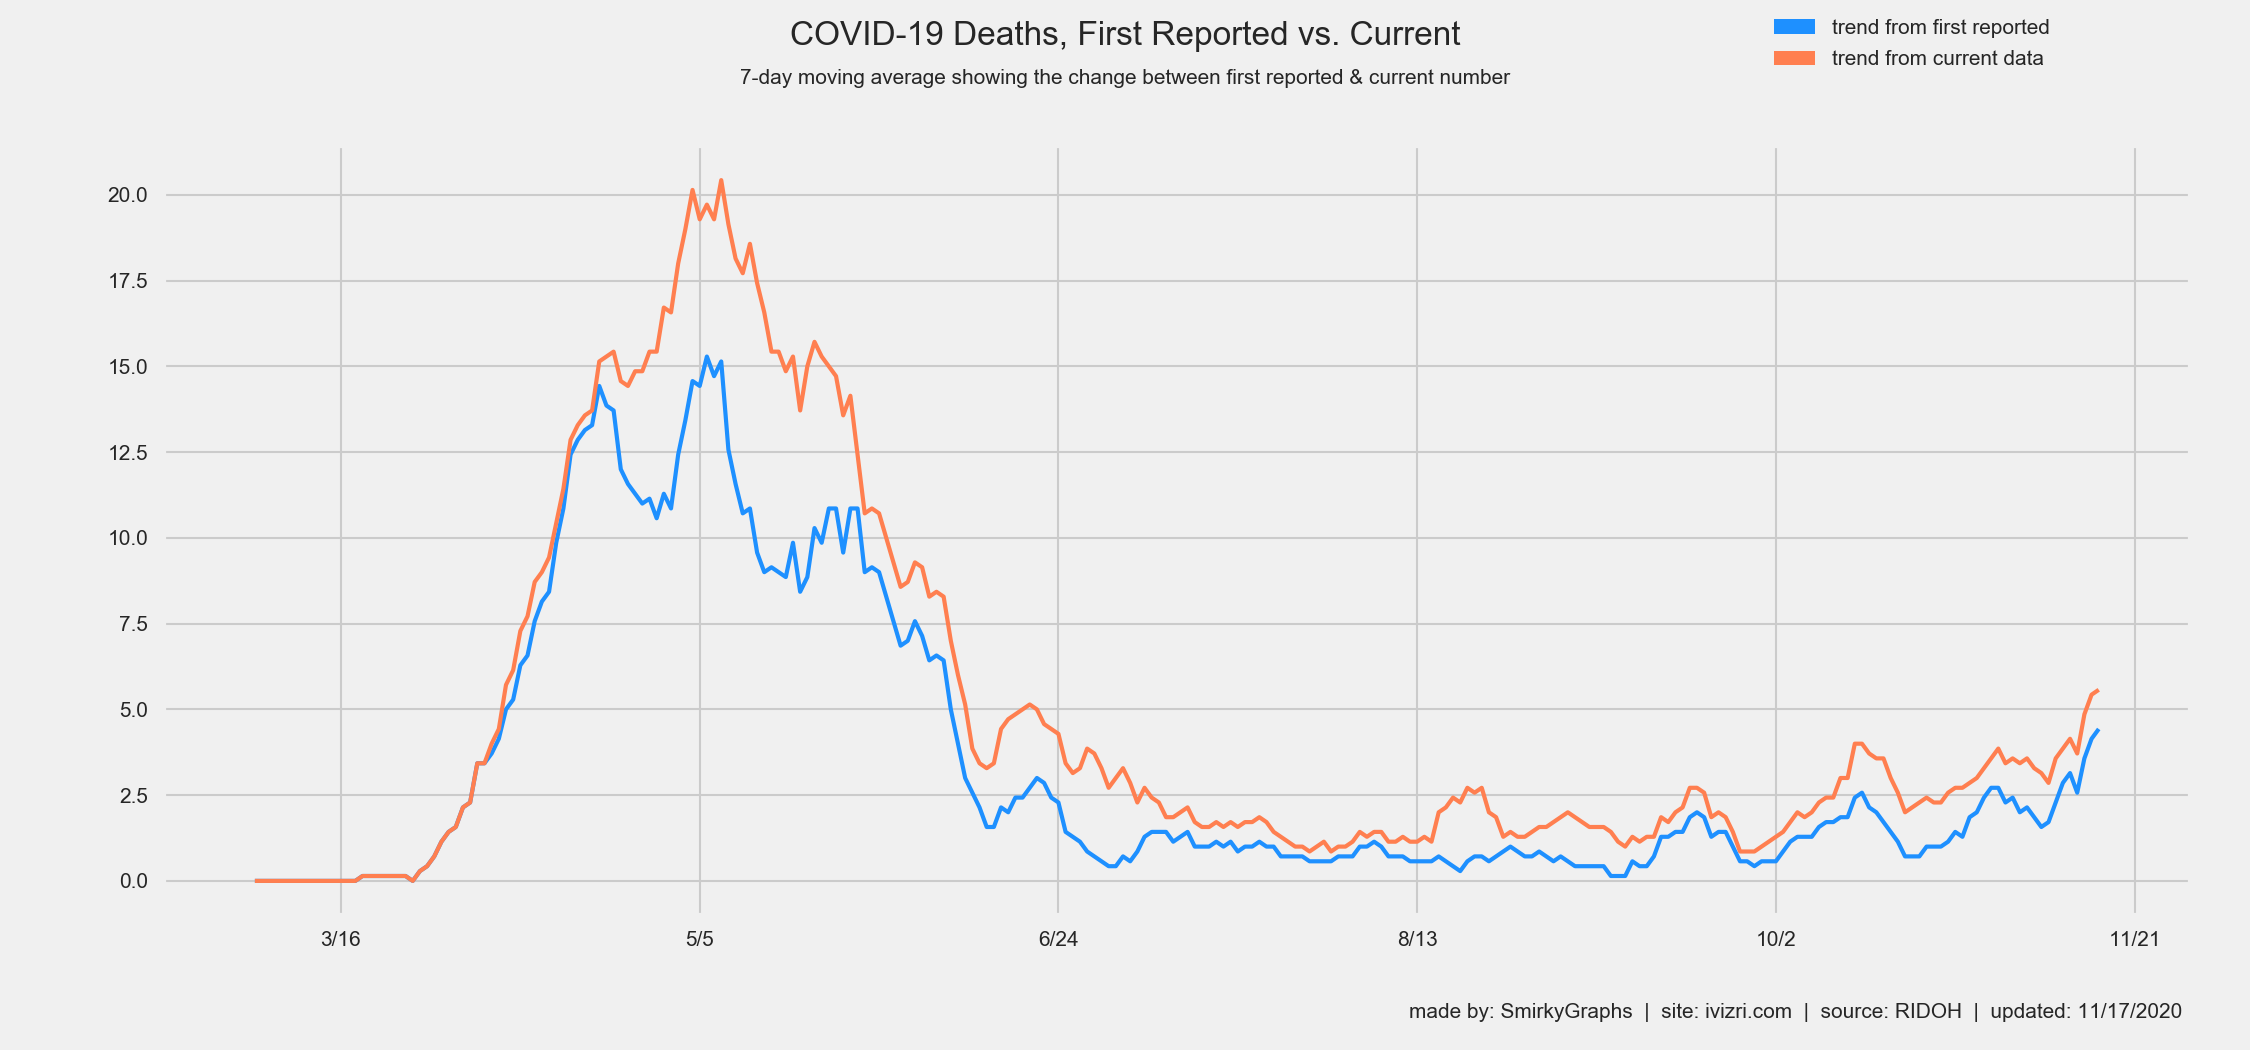 COVID-19 Deaths, First Reported vs. Current
7-day moving average showing the change between first reported & current number
trend from first reported
trend from current data
20.0
17.5
15.0
12.5
10.0
7.5
5.0
2.5
0.0
3/16 5/5 6/24 8/13 10/2 11/21
made by: SmirkyGraphs | site: ivizri.com | source: RIDOH | updated: 11/17/2020